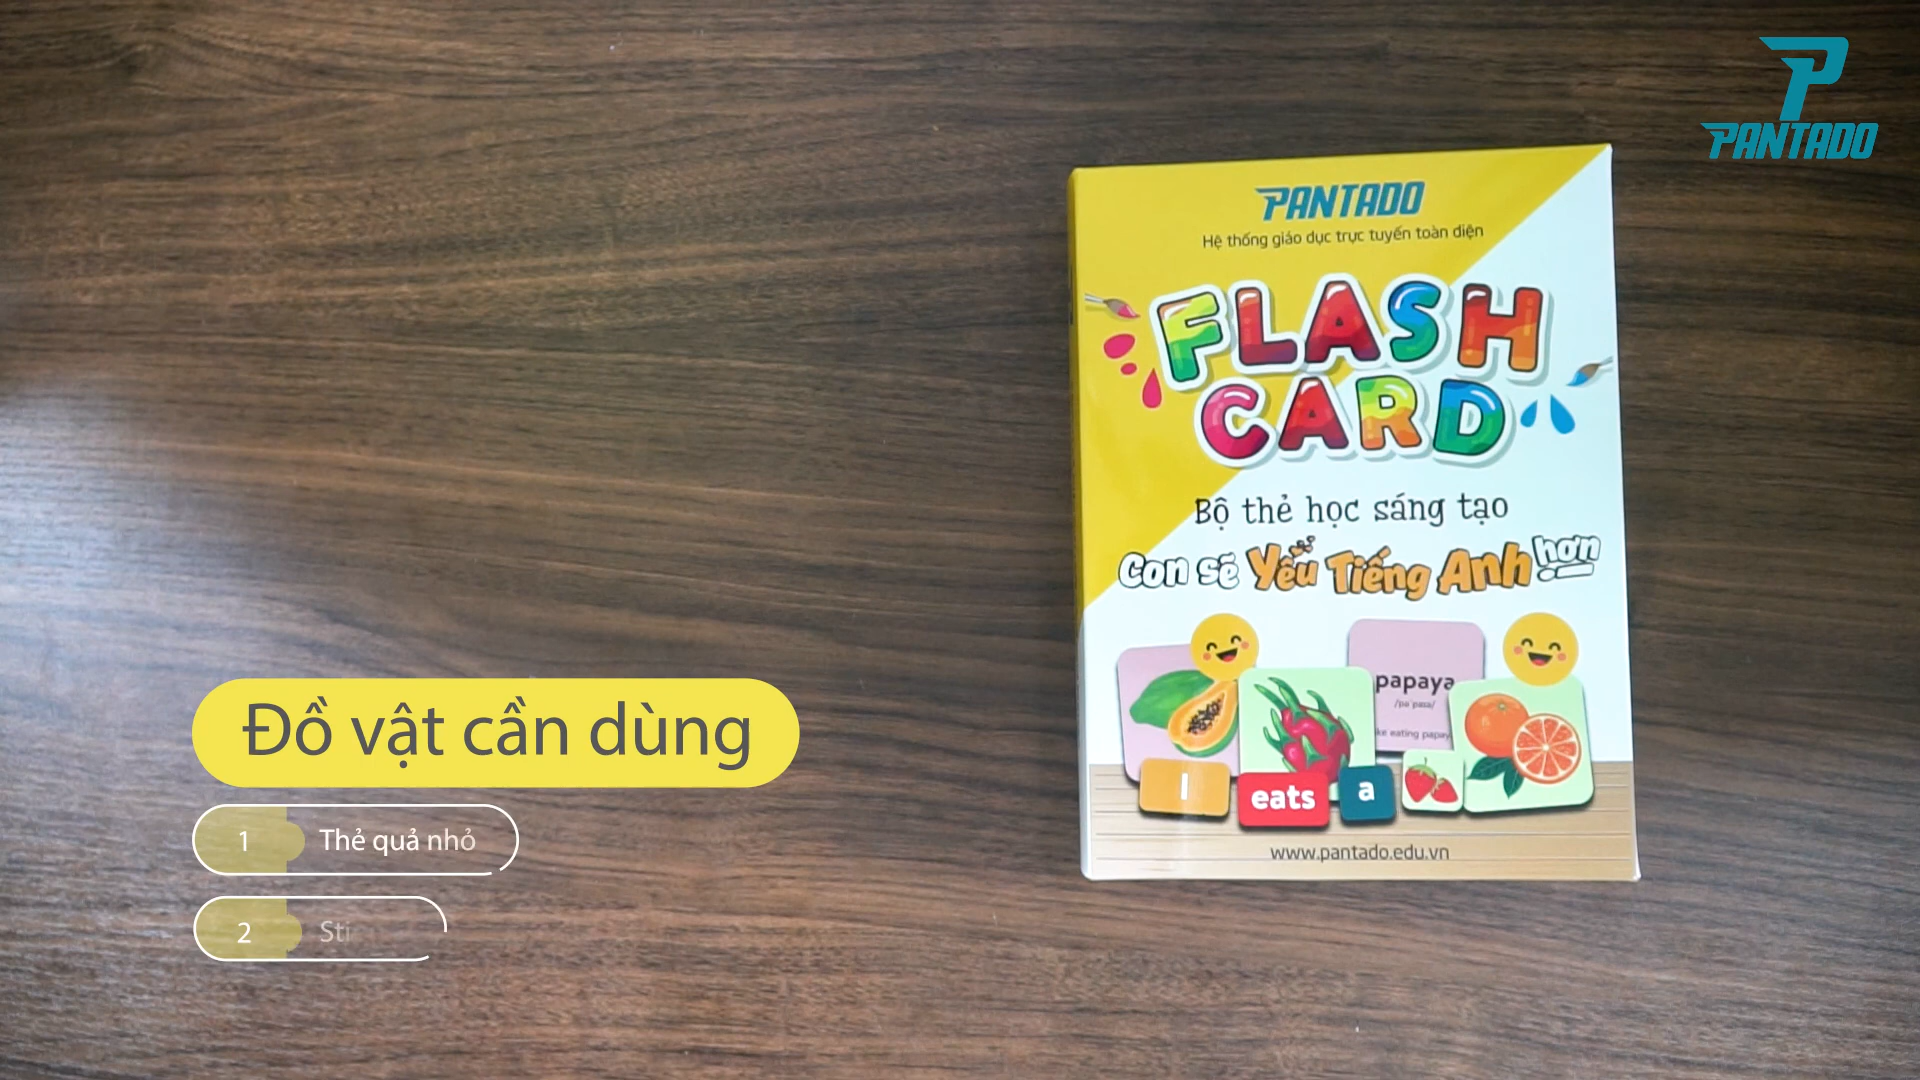 PANTADO
PANTADO
Hệ thống giáo dục trực tuyến toàn diện
FLASH
CARD
Bộ thẻ học sáng tạo
Con sẽ Yêu Tiếng Anh hơn
papaya
eating
I eats a
www.pantado.edu.vn
Đồ vật cần dùng
1 Thẻ quả nhỏ
2 Sti